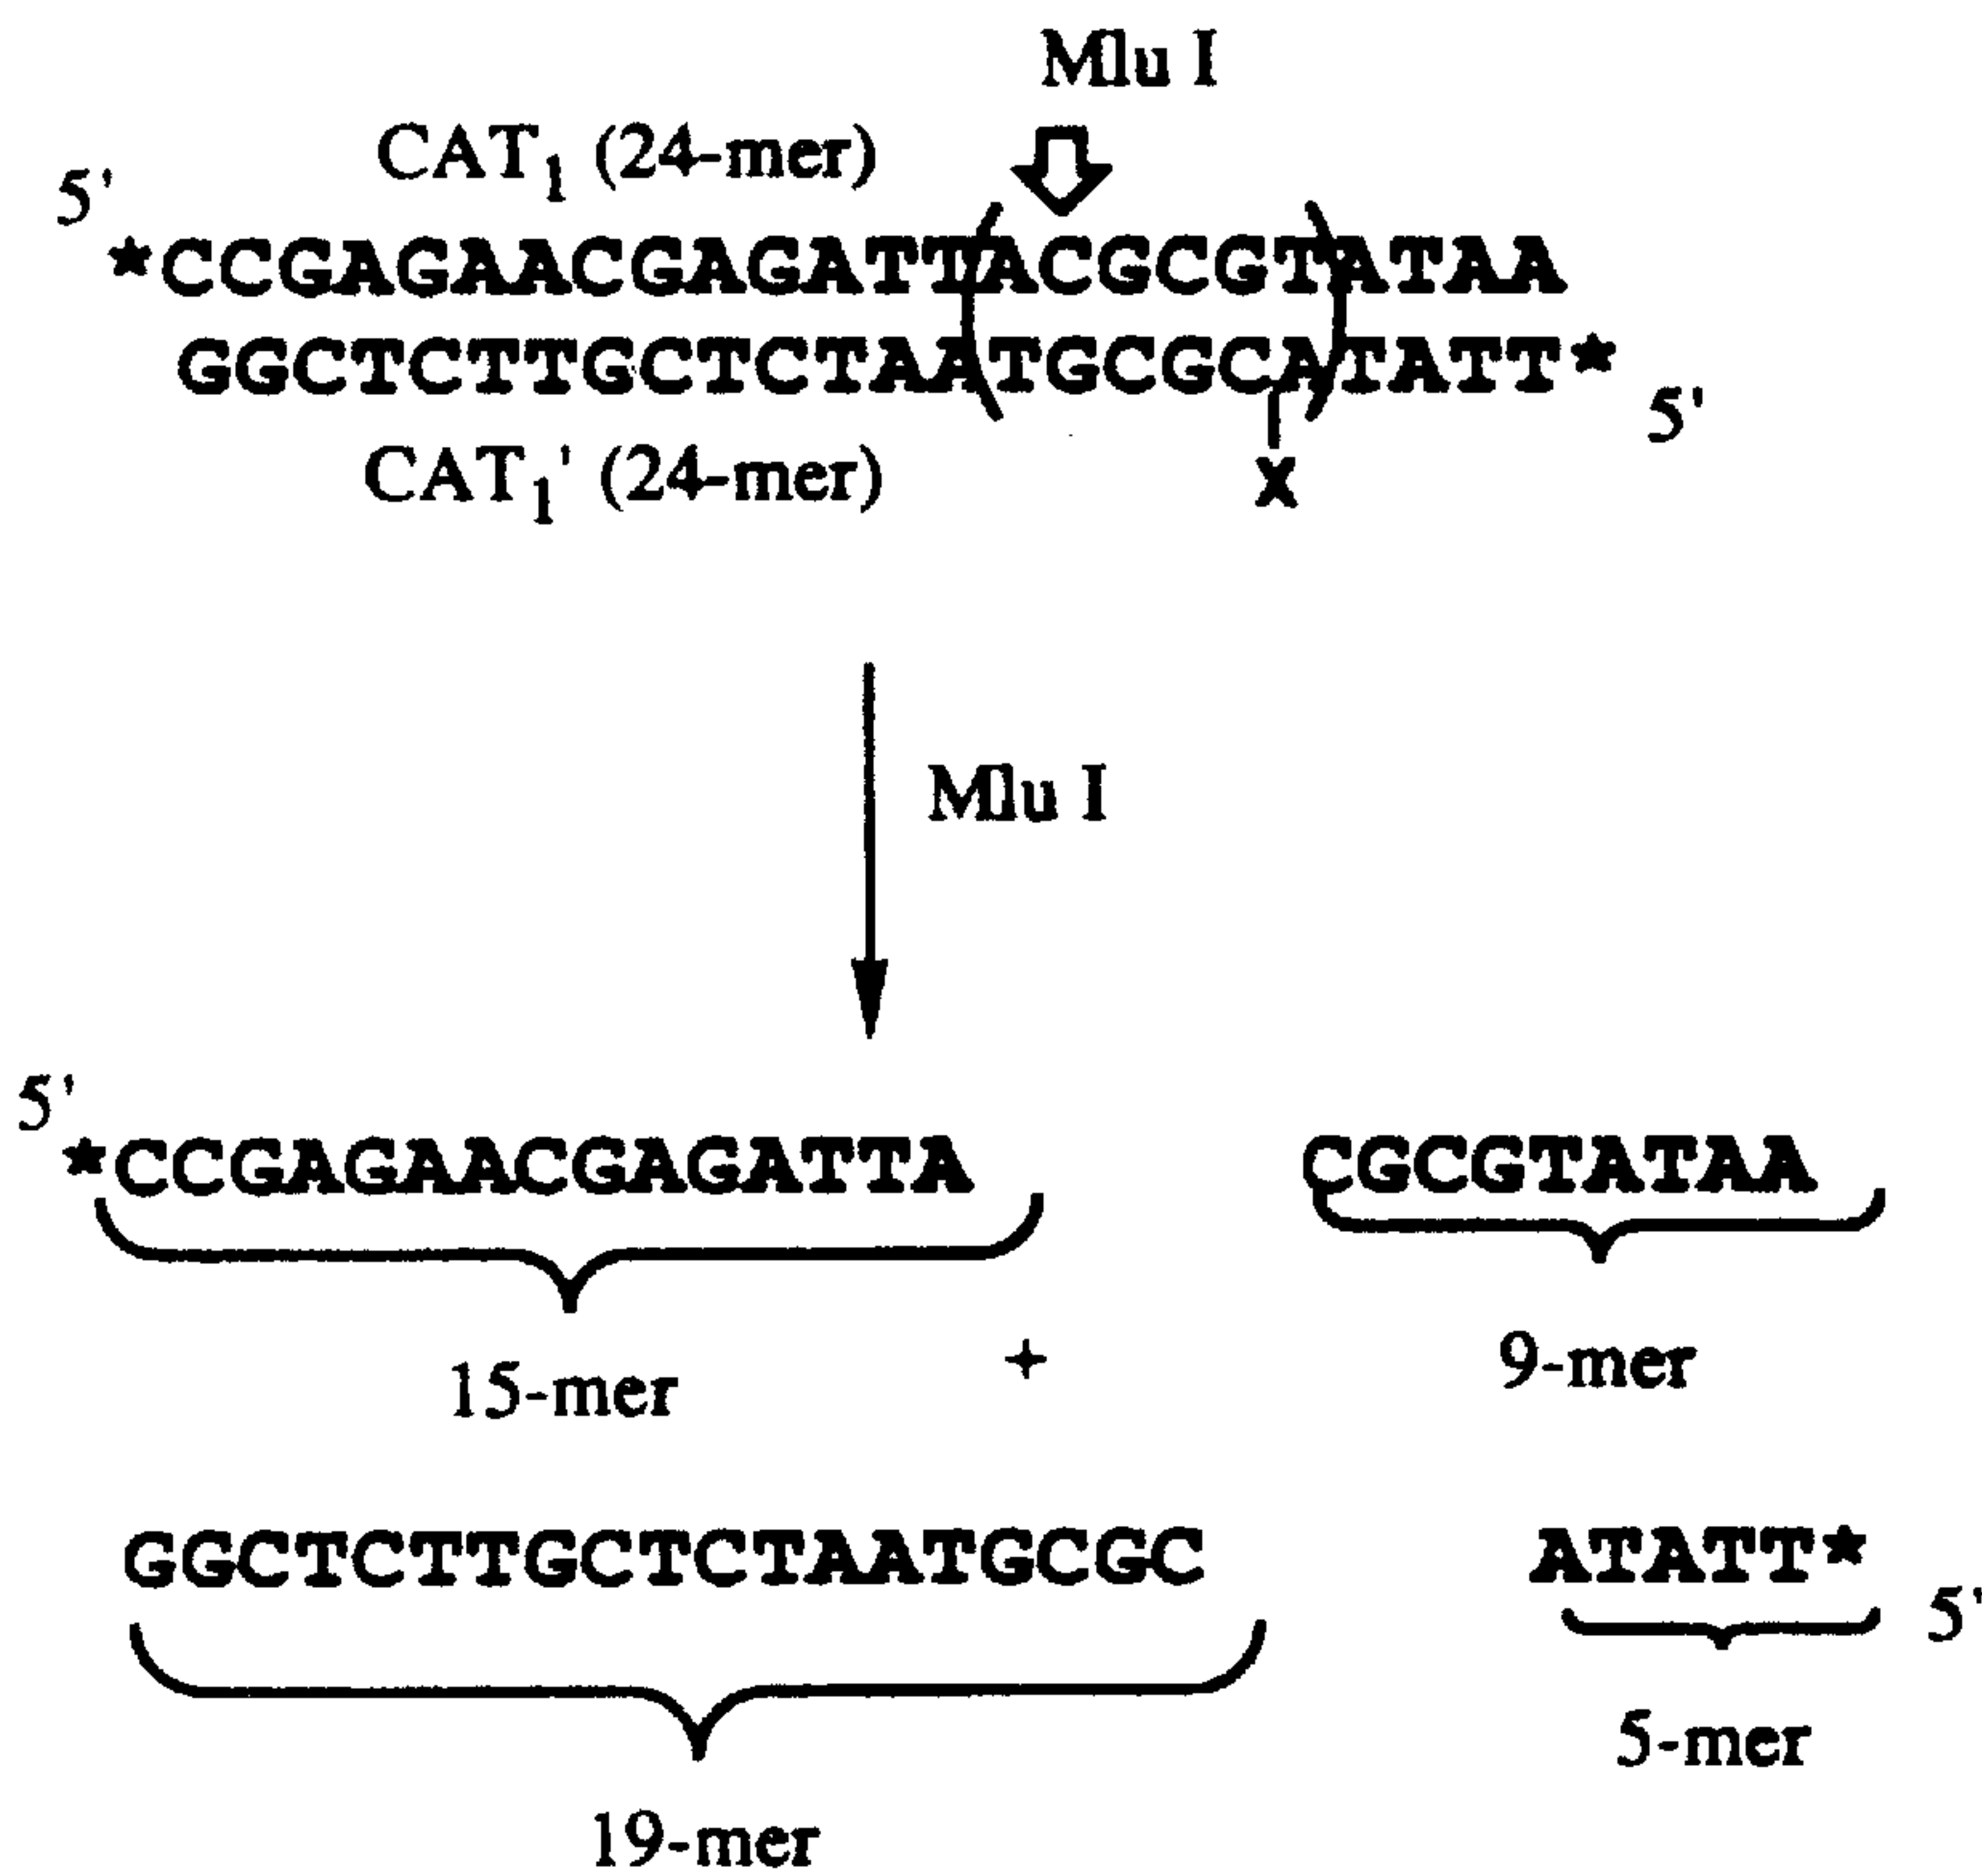 Mlu I
CAT1 (24-mer)
5'
*CCGAGAACGAGATTACGCGTATAA
GGCTCTTGCTCTAATGCGCATATT*
5'
CAT1' (24-mer)
X
Mlu I
5'
*CCGAGAACGAGATTA CGCGTATAA
15-mer + 9-mer
GGCTCTTGCTCTAATGCGC ATATT*
5'
5-mer
19-mer